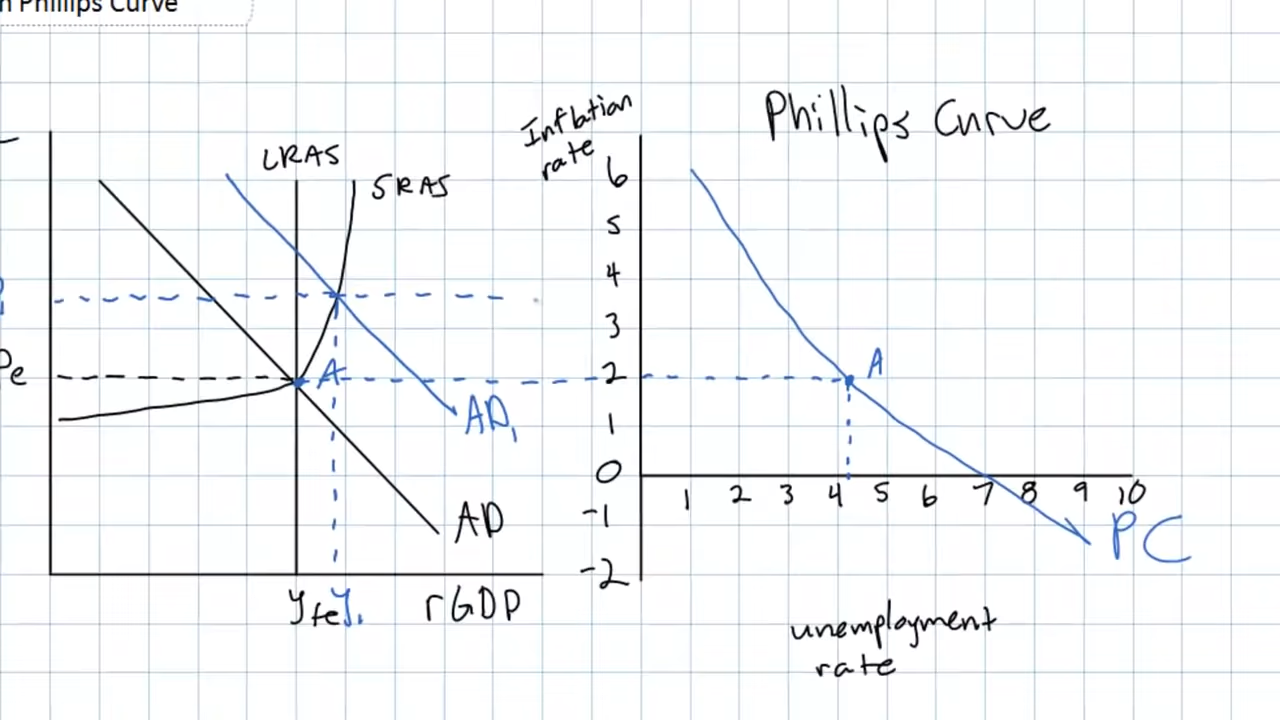 Phillips Curve
Phillips Curve
Inflation
rate
LRAS
SRAS
6
5
4
3
2
1
0
-1
-2
Pe
A
AD₁
AD
A
1 2 3 4 5 6 7 8 9 10
PC
yfe y₁
rGDP
unemployment
rate